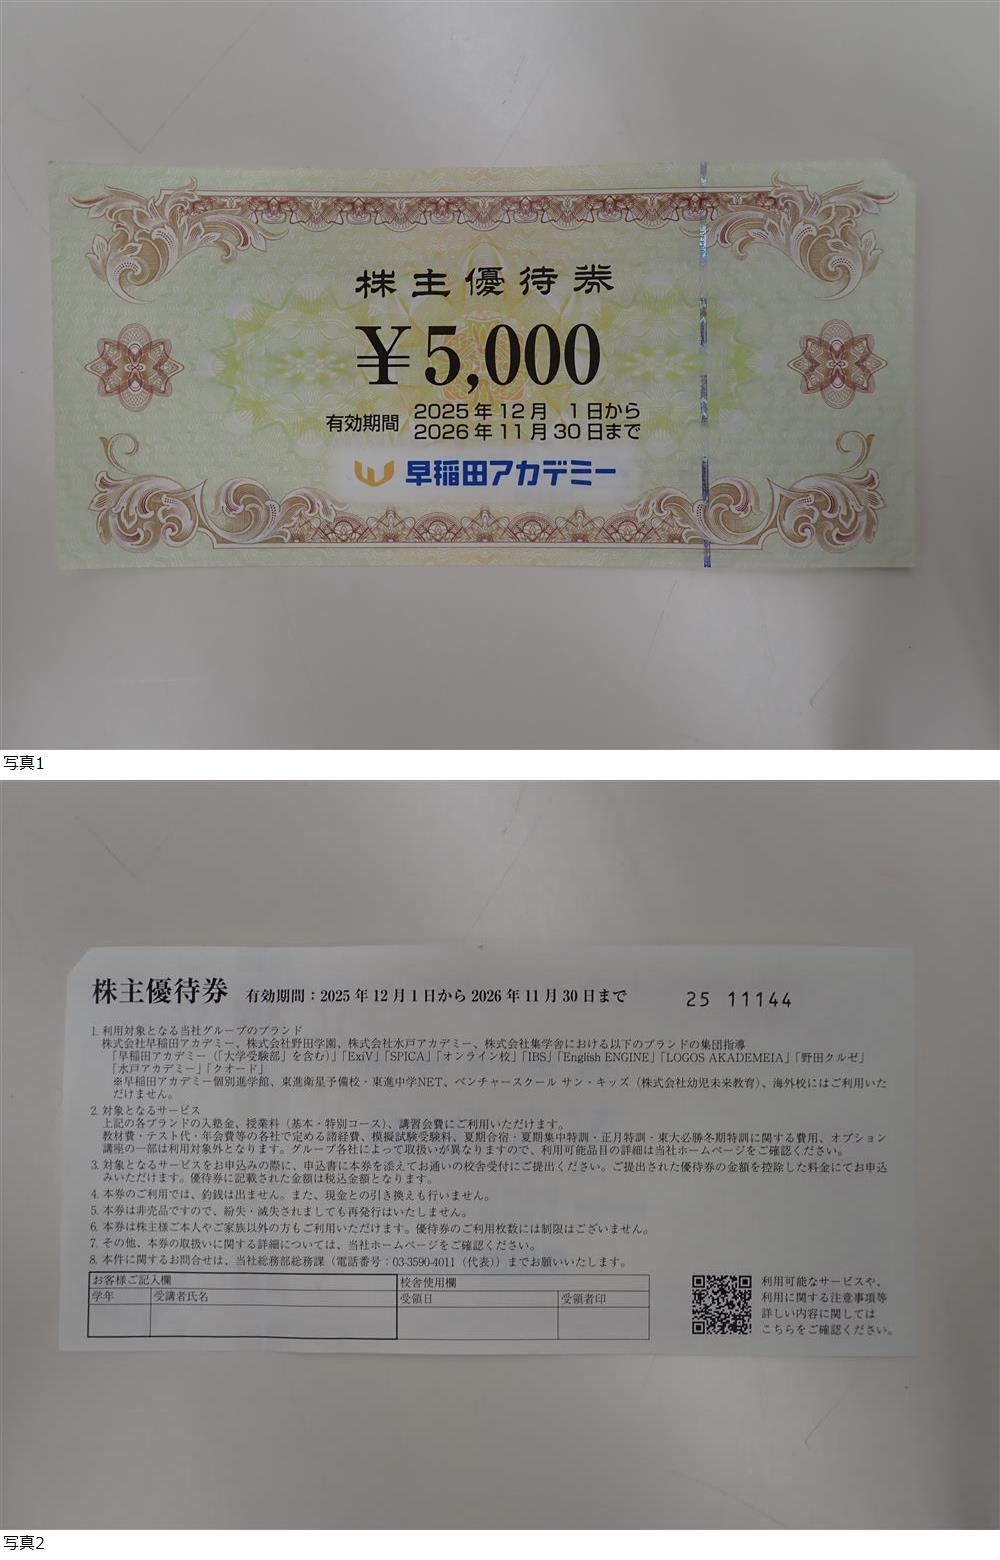 株主優待券
￥5,000
有効期間
2025年12月 1日から
2026年11月30日まで
早稲田アカデミー
写真1
株主優待券 有効期間：2025年12月1日から2026年11月30日まで 25 11144
1. 利用対象となる当社グループのブランド
株式会社早稲田アカデミー、株式会社野田学園、株式会社水戸アカデミー、株式会社集学舎における以下のブランドの集団指導
「早稲田アカデミー（「大学受験部」を含む）」「ExiV」「SPICA」「オンライン校」「IBS」「English ENGINE」「LOGOS AKADEMEIA」「野田クルゼ」
「水戸アカデミー」「クオード」
※早稲田アカデミー個別進学館、東進衛星予備校・東進中学NET、ベンチャースクール サン・キッズ（株式会社幼児未来教育）、海外校にはご利用いた
だけません。
2. 対象となるサービス
上記の各ブランドの入塾金、授業料（基本・特別コース）、講習会費にご利用いただけます。
教材費・テスト代・年会費等の各社で定める諸経費、模擬試験受験料、夏期合宿・夏期集中特訓・正月特訓・東大必勝冬期特訓に関する費用、オプション
講座の一部は利用対象外となります。グループ各社によって取扱いが異なりますので、利用可能品目の詳細は当社ホームページをご確認ください。
3. 対象となるサービスをお申込みの際に、申込書に本券を添えてお通いの校舎受付にご提出ください。ご提出された優待券の金額を控除した料金にてお申込
みいただけます。優待券に記載された金額は税込金額となります。
4. 本券のご利用では、釣銭は出ません。また、現金との引き換えも行いません。
5. 本券は非売品ですので、紛失・滅失されましても再発行はいたしません。
6. 本券は株主様ご本人やご家族以外の方もご利用いただけます。優待券のご利用枚数には制限はございません。
7. その他、本券の取扱いに関する詳細については、当社ホームページをご確認ください。
8. 本件に関するお問合せは、当社総務部総務課（電話番号：03-3590-4011（代表））までお願いいたします。
お客様ご記入欄 校舎使用欄
学年 受講者氏名 受領日 受領者印
利用可能なサービスや、
利用に関する注意事項等
詳しい内容に関しては
こちらをご確認ください。
写真2